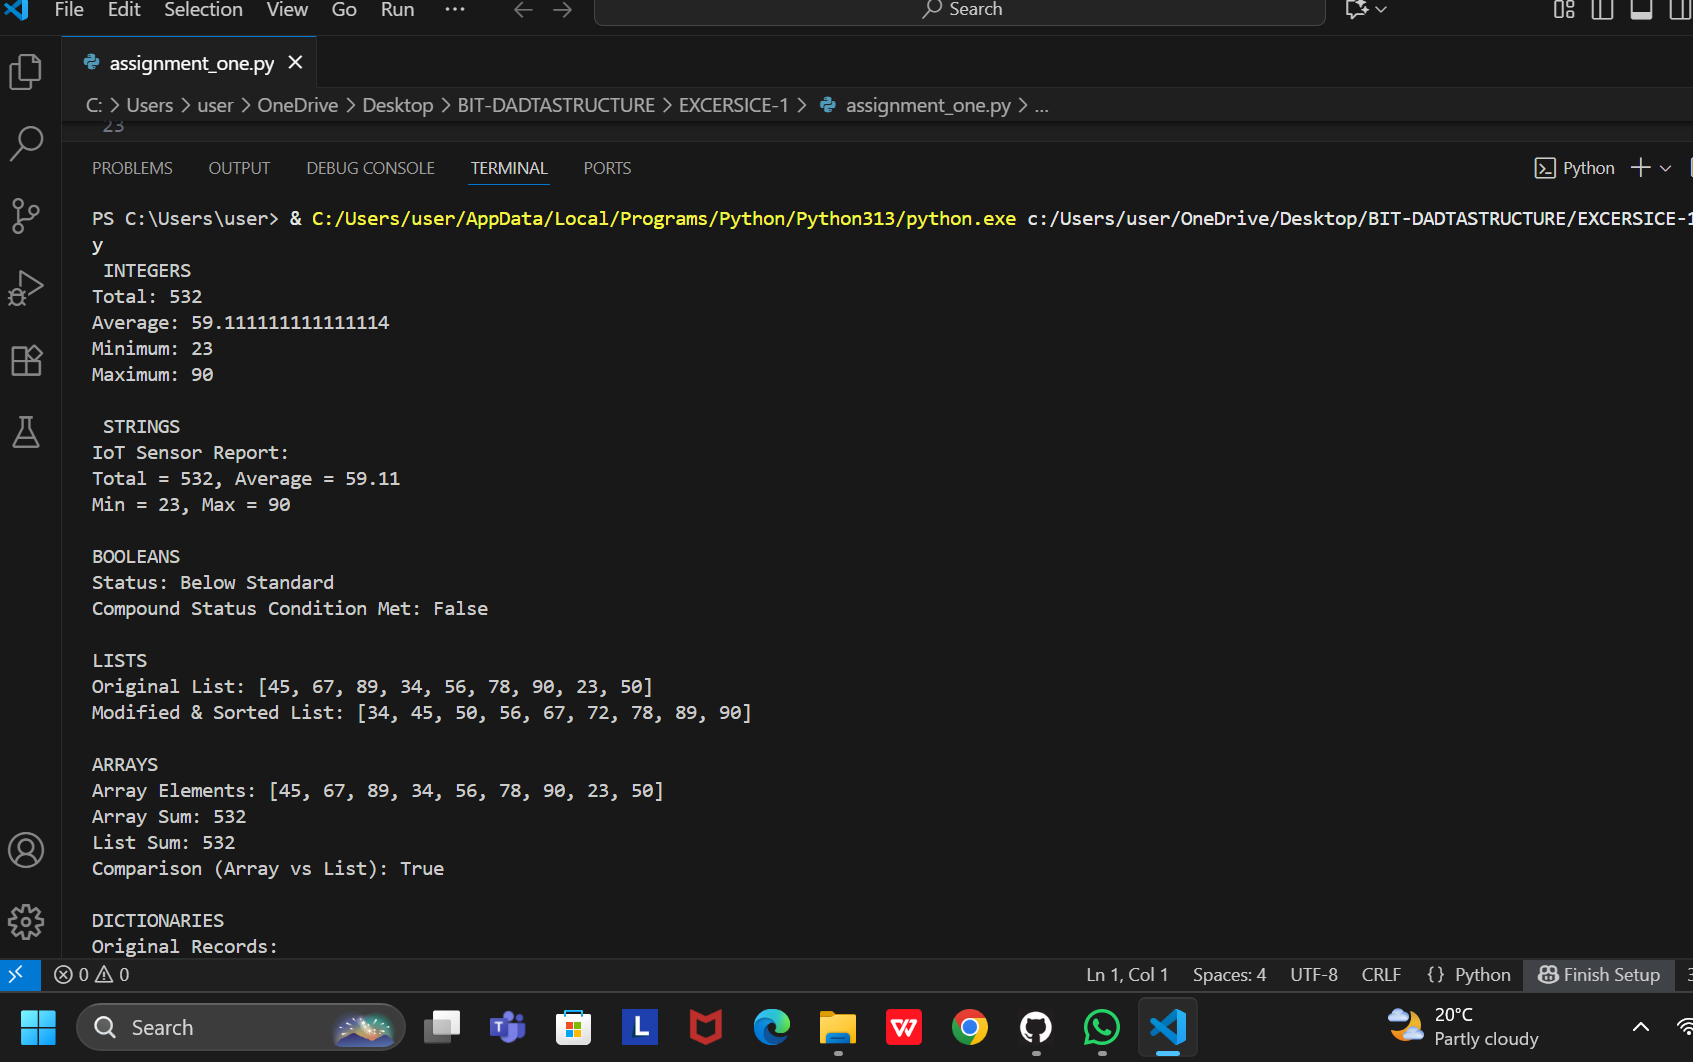 File Edit Selection View Go Run ··· Search
assignment_one.py
C: > Users > user > OneDrive > Desktop > BIT-DADTASTRUCTURE > EXCERSICE-1 > assignment_one.py > ...
23
PROBLEMS OUTPUT DEBUG CONSOLE TERMINAL PORTS Python
PS C:\Users\user> & C:/Users/user/AppData/Local/Programs/Python/Python313/python.exe c:/Users/user/OneDrive/Desktop/BIT-DADTASTRUCTURE/EXCERSICE-1
y
INTEGERS
Total: 532
Average: 59.111111111111114
Minimum: 23
Maximum: 90
STRINGS
IoT Sensor Report:
Total = 532, Average = 59.11
Min = 23, Max = 90
BOOLEANS
Status: Below Standard
Compound Status Condition Met: False
LISTS
Original List: [45, 67, 89, 34, 56, 78, 90, 23, 50]
Modified & Sorted List: [34, 45, 50, 56, 67, 72, 78, 89, 90]
ARRAYS
Array Elements: [45, 67, 89, 34, 56, 78, 90, 23, 50]
Array Sum: 532
List Sum: 532
Comparison (Array vs List): True
DICTIONARIES
Original Records:
0 0 Ln 1, Col 1 Spaces: 4 UTF-8 CRLF {} Python Finish Setup 3
Search 20°C
Partly cloudy